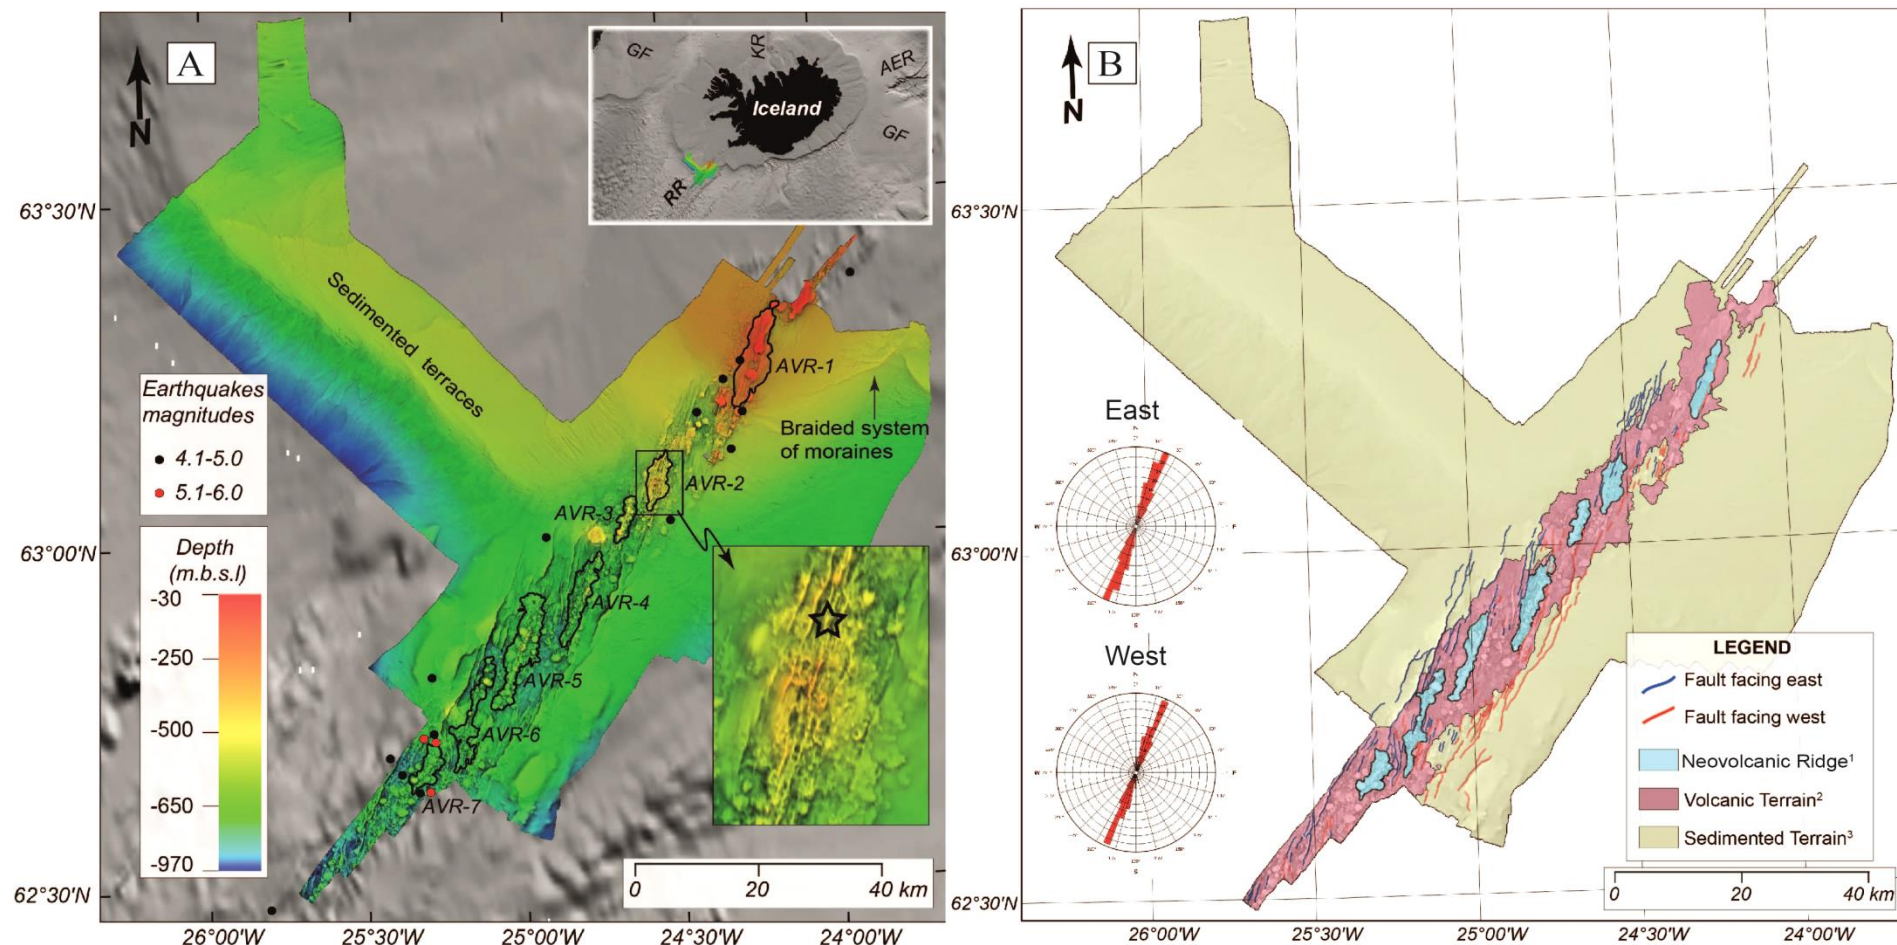 A
N
GF
KR
AER
Iceland
GF
RR
63°30'N
63°00'N
62°30'N
Sedimented terraces
Earthquakes
magnitudes
4.1-5.0
5.1-6.0
Depth
(m.b.s.l)
-30
-250
-500
-650
-970
AVR-1
Braided system
of moraines
AVR-2
AVR-3
AVR-4
AVR-5
AVR-6
AVR-7
0 20 40 km
26°00'W 25°30'W 25°00'W 24°30'W 24°00'W
B
N
63°30'N
63°00'N
62°30'N
East
West
LEGEND
Fault facing east
Fault facing west
Neovolcanic Ridge¹
Volcanic Terrain²
Sedimented Terrain³
0 20 40 km
26°00'W 25°30'W 25°00'W 24°30'W 24°00'W